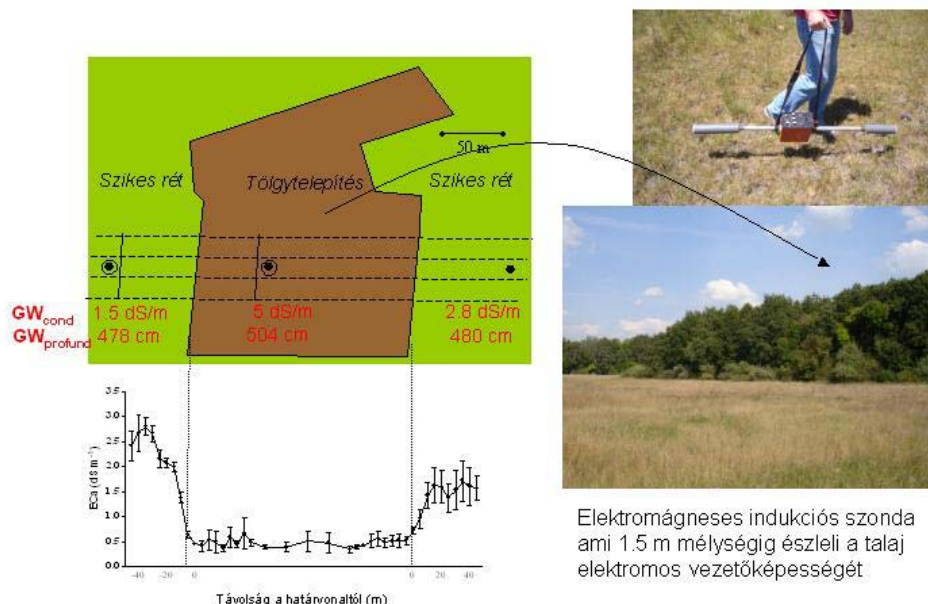 50 m
Szikes rét
Tölgytelepítés
Szikes rét
GWcond 1.5 dS/m 5 dS/m 2.8 dS/m
GWprofund 478 cm 504 cm 480 cm
3.5
3.0
2.5
2.0
1.5
1.0
0.5
0.0
ECa (dS m-1)
-40 -20 0 0 20 40
Távolság a határvonaltól (m)
Elektromágneses indukciós szonda
ami 1.5 m mélységig észleli a talaj
elektromos vezetőképességét